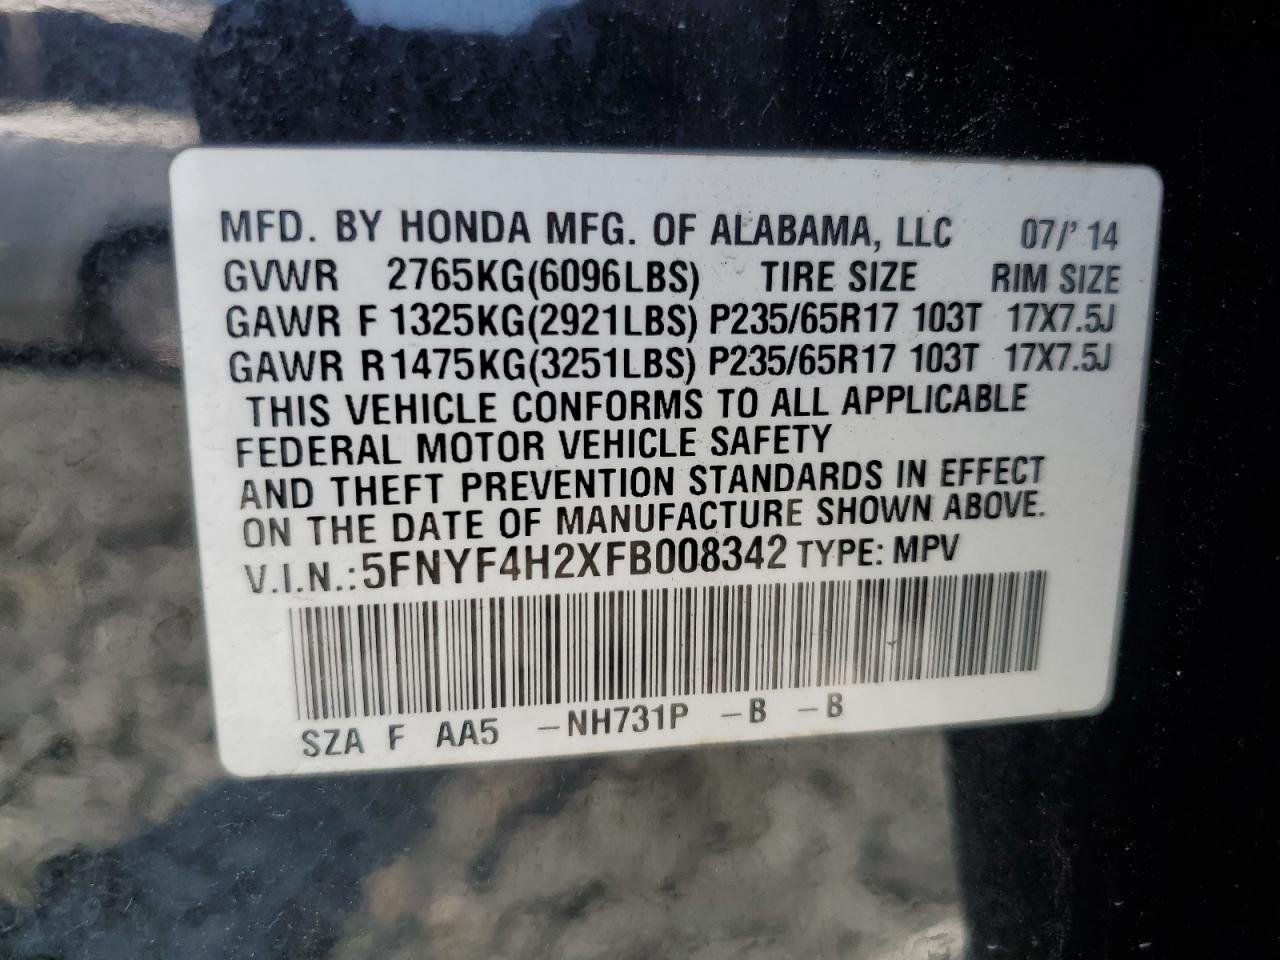 MFD. BY HONDA MFG. OF ALABAMA, LLC 07/' 14
GVWR 2765KG(6096LBS) TIRE SIZE RIM SIZE
GAWR F 1325KG(2921LBS) P235/65R17 103T 17X7.5J
GAWR R 1475KG(3251LBS) P235/65R17 103T 17X7.5J
THIS VEHICLE CONFORMS TO ALL APPLICABLE
FEDERAL MOTOR VEHICLE SAFETY
AND THEFT PREVENTION STANDARDS IN EFFECT
ON THE DATE OF MANUFACTURE SHOWN ABOVE.
V.I.N.: 5FNYF4H2XFB008342 TYPE: MPV
SZA F AA5 -NH731P -B -B